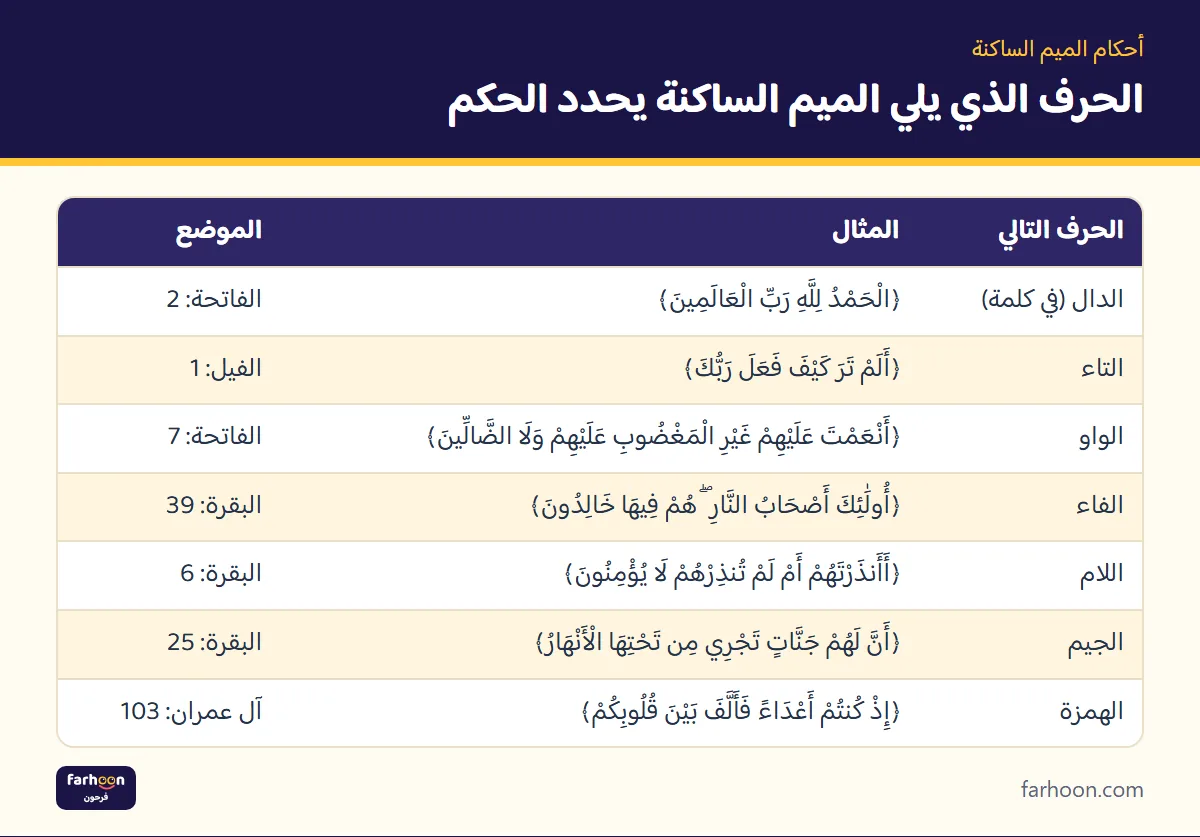 أحكام الميم الساكنة
الحرف الذي يلي الميم الساكنة يحدد الحكم
الحرف التالي المثال الموضع
الدال (في كلمة) ﴿الْحَمْدُ لِلَّهِ رَبِّ الْعَالَمِينَ﴾ الفاتحة: 2
التاء ﴿أَلَمْ تَرَ كَيْفَ فَعَلَ رَبُّكَ﴾ الفيل: 1
الواو ﴿أَنْعَمْتَ عَلَيْهِمْ غَيْرِ الْمَغْضُوبِ عَلَيْهِمْ وَلَا الضَّالِّينَ﴾ الفاتحة: 7
الفاء ﴿أُولَٰئِكَ أَصْحَابُ النَّارِ ۖ هُمْ فِيهَا خَالِدُونَ﴾ البقرة: 39
اللام ﴿أَأَنذَرْتَهُمْ أَمْ لَمْ تُنذِرْهُمْ لَا يُؤْمِنُونَ﴾ البقرة: 6
الجيم ﴿أَنَّ لَهُمْ جَنَّاتٍ تَجْرِي مِن تَحْتِهَا الْأَنْهَارُ﴾ البقرة: 25
الهمزة ﴿إِذْ كُنتُمْ أَعْدَاءً فَأَلَّفَ بَيْنَ قُلُوبِكُمْ﴾ آل عمران: 103
farhoon.com
farhoon
فرحون